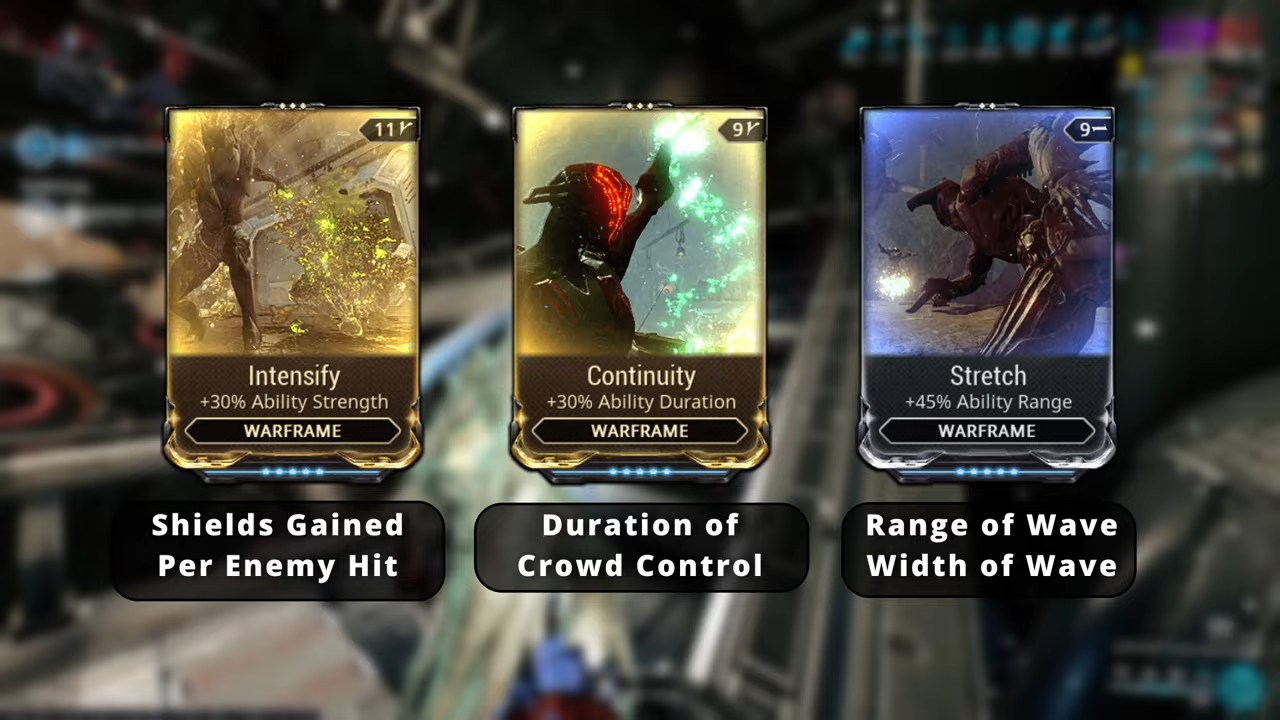 11
Intensify
+30% Ability Strength
WARFRAME
Shields Gained
Per Enemy Hit
9
Continuity
+30% Ability Duration
WARFRAME
Duration of
Crowd Control
9
Stretch
+45% Ability Range
WARFRAME
Range of Wave
Width of Wave